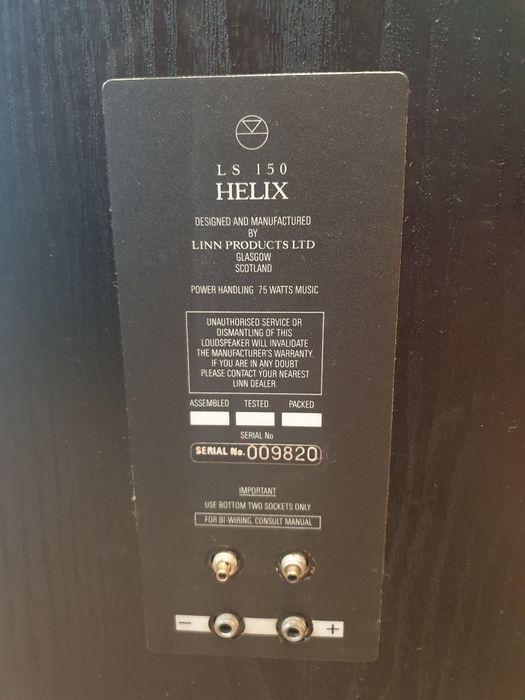 LS 150
HELIX
DESIGNED AND MANUFACTURED
BY
LINN PRODUCTS LTD
GLASGOW
SCOTLAND
POWER HANDLING 75 WATTS MUSIC
UNAUTHORISED SERVICE OR
DISMANTLING OF THIS
LOUDSPEAKER WILL INVALIDATE
THE MANUFACTURER'S WARRANTY.
IF YOU ARE IN ANY DOUBT
PLEASE CONTACT YOUR NEAREST
LINN DEALER.
ASSEMBLED TESTED PACKED
SERIAL No
SERIAL No. 009820
IMPORTANT
USE BOTTOM TWO SOCKETS ONLY
FOR BI-WIRING, CONSULT MANUAL
− +